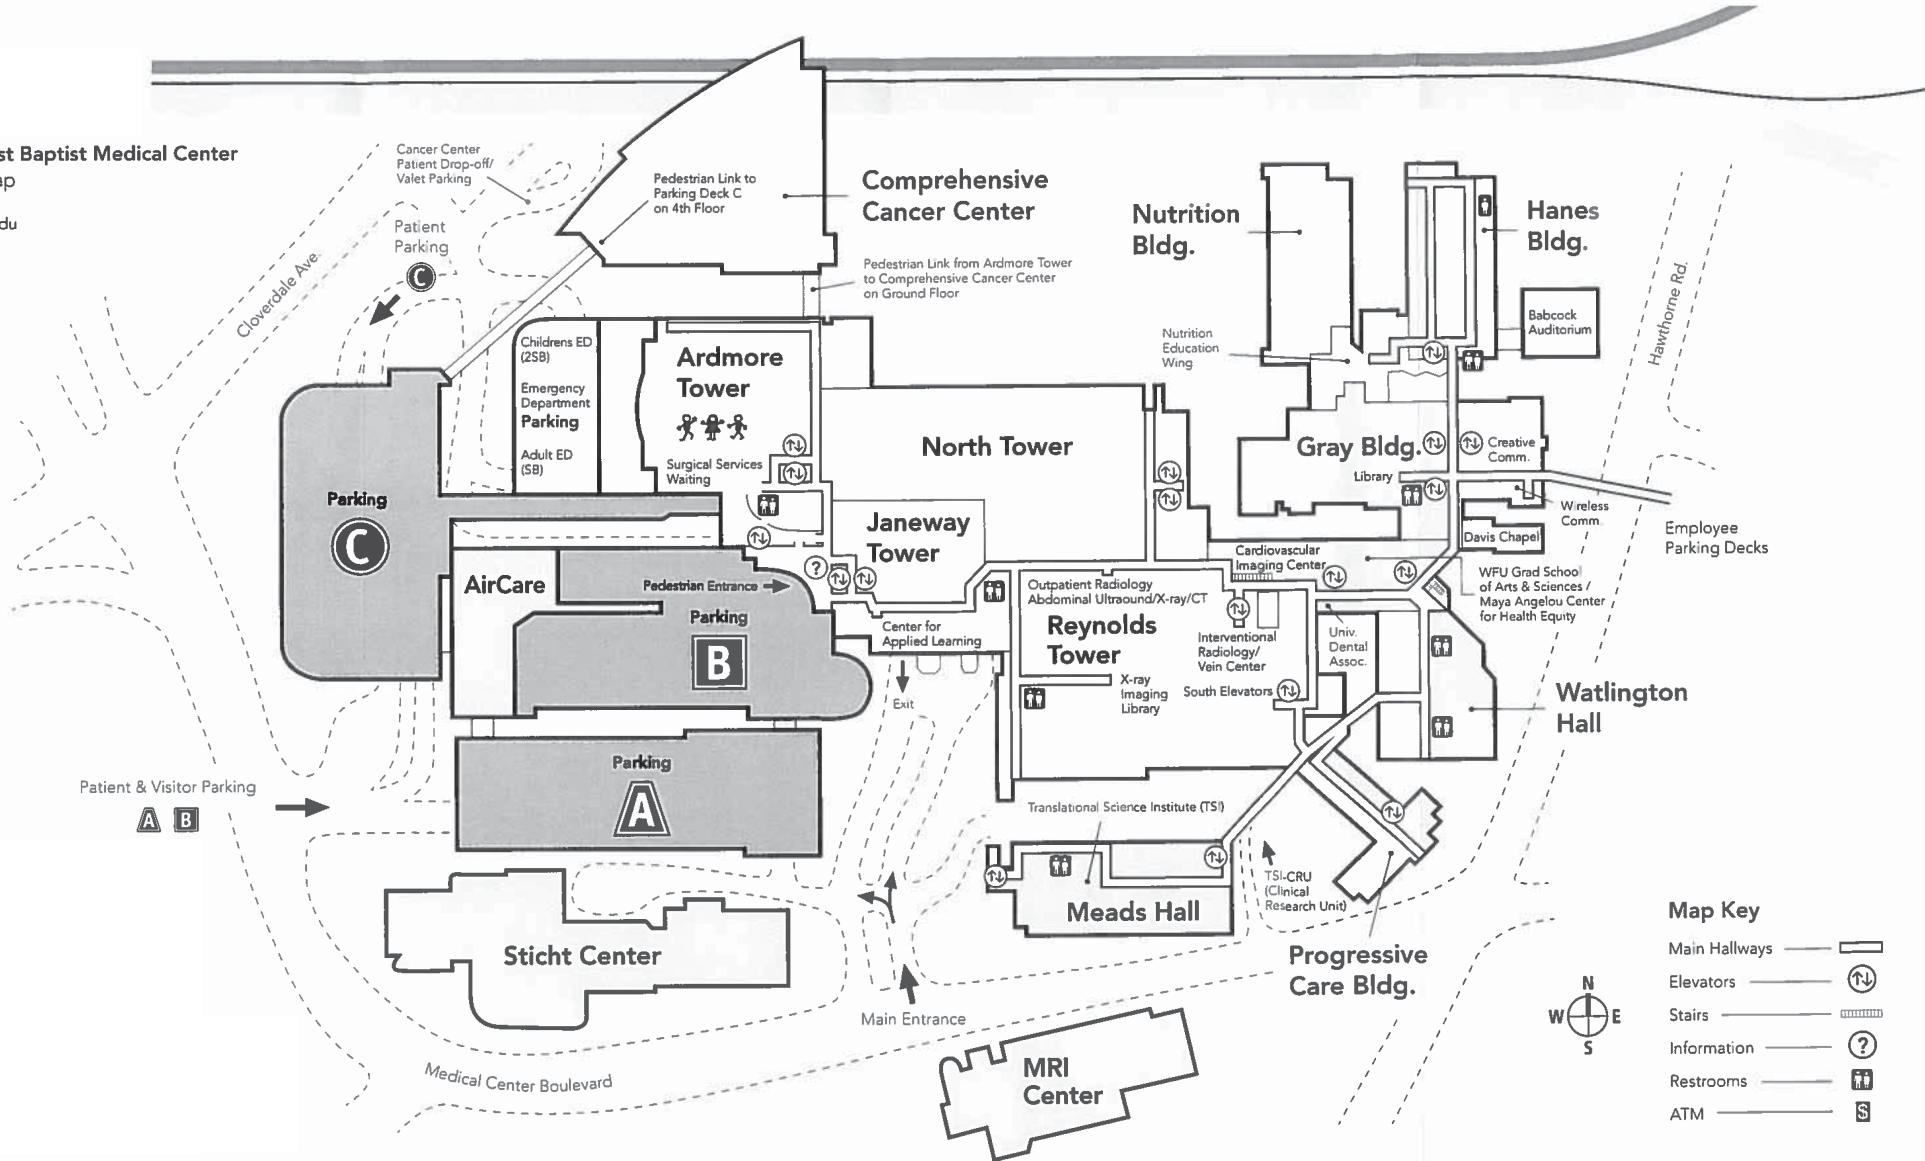 st Baptist Medical Center
ap
du
Cancer Center
Patient Drop-off/
Valet Parking
Patient
Parking
C
Cloverdale Ave.
Pedestrian Link to
Parking Deck C
on 4th Floor
Comprehensive
Cancer Center
Pedestrian Link from Ardmore Tower
to Comprehensive Cancer Center
on Ground Floor
Nutrition
Bldg.
Hanes
Bldg.
Babcock
Auditorium
Hawthorne Rd.
Nutrition
Education
Wing
Childrens ED
(2SB)
Emergency
Department
Parking
Adult ED
(SB)
Ardmore
Tower
Surgical Services
Waiting
North Tower
Gray Bldg.
Library
Creative
Comm.
Wireless
Comm.
Davis Chapel
Employee
Parking Decks
Parking
C
Janeway
Tower
AirCare
Pedestrian Entrance
?
Parking
B
Center for
Applied Learning
Exit
Cardiovascular
Imaging Center
WFU Grad School
of Arts & Sciences /
Maya Angelou Center
for Health Equity
Outpatient Radiology
Abdominal Ultrasound/X-ray/CT
Reynolds
Tower
Interventional
Radiology/
Vein Center
South Elevators
X-ray
Imaging
Library
Univ.
Dental
Assoc.
Watlington
Hall
Parking
A
Patient & Visitor Parking
A B
Translational Science Institute (TSI)
TSI-CRU
(Clinical
Research Unit)
Meads Hall
Progressive
Care Bldg.
Sticht Center
Main Entrance
Medical Center Boulevard
MRI
Center
N
W E
S
Map Key
Main Hallways
Elevators
Stairs
Information ?
Restrooms
ATM $